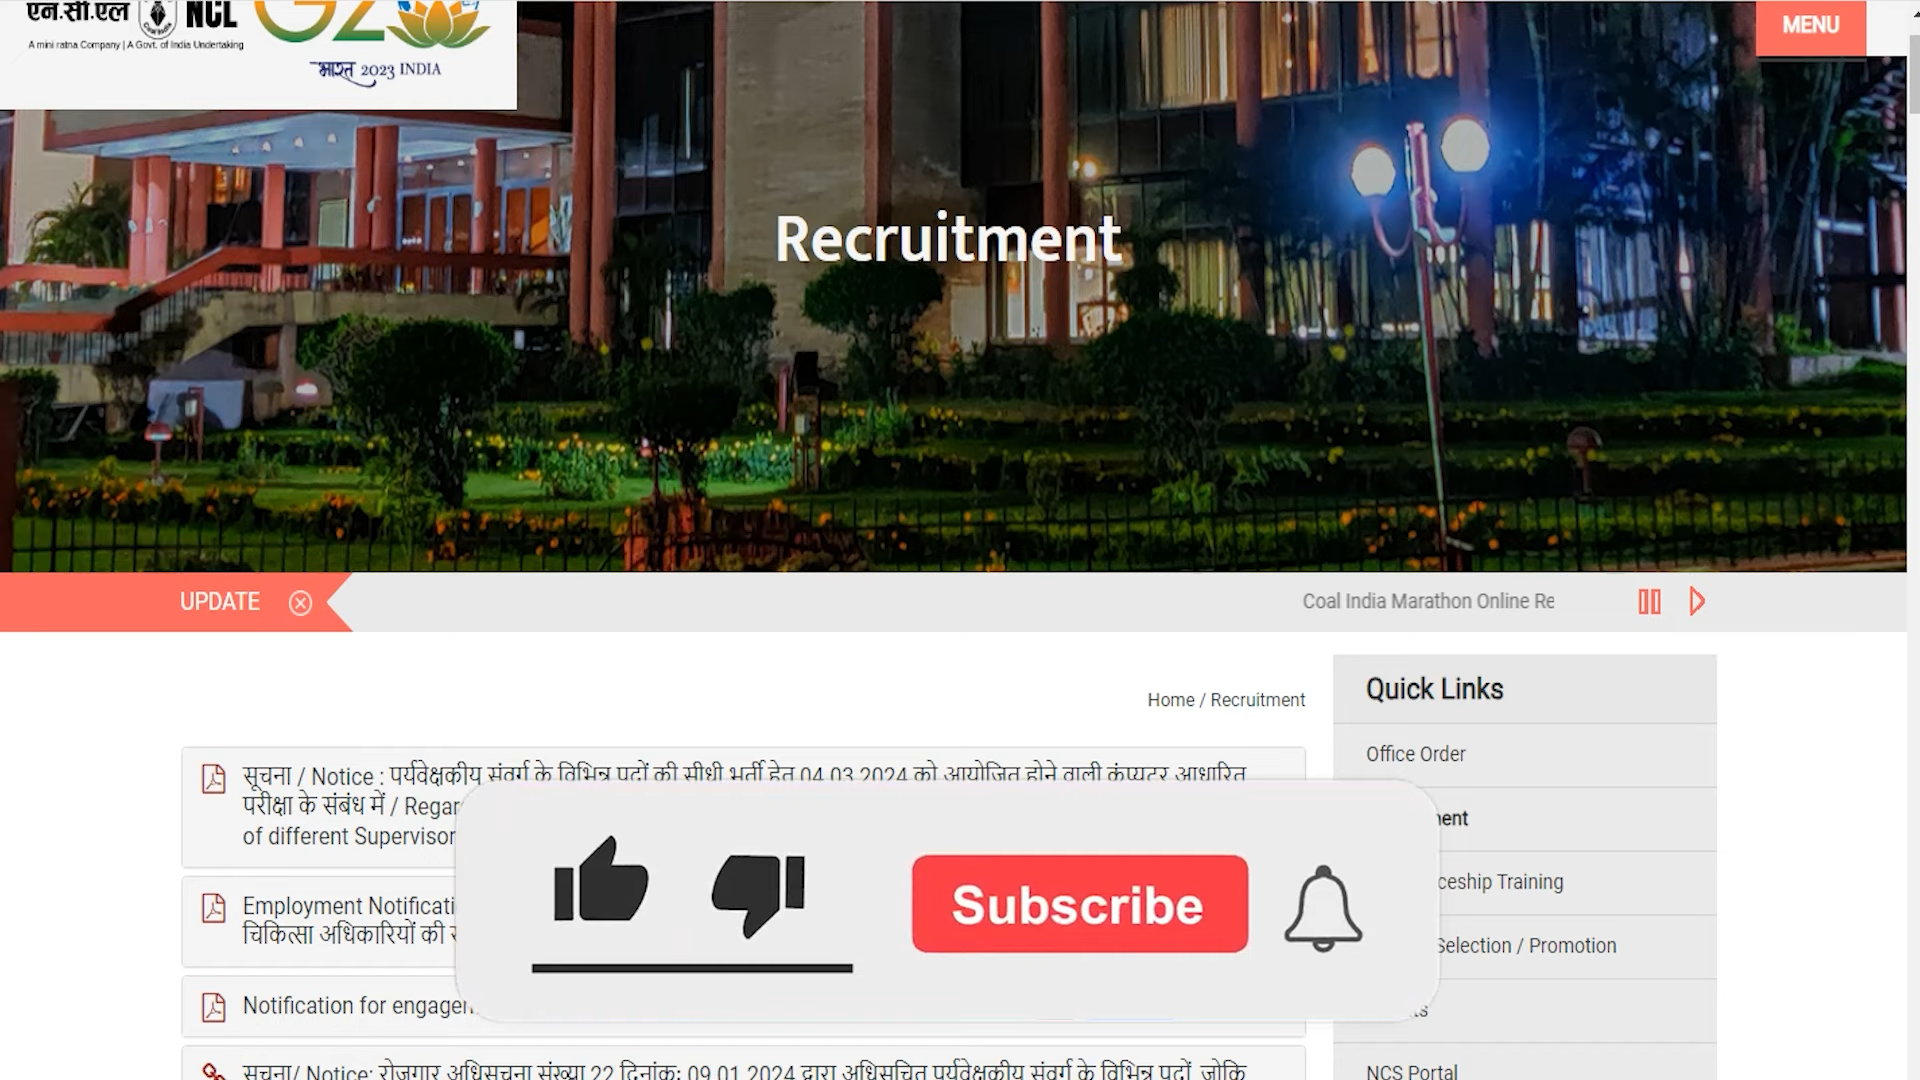 एन.सी.एल NCL
A mini ratna Company | A Govt. of India Undertaking
भारत 2023 INDIA
MENU
Recruitment
UPDATE
Coal India Marathon Online Re
Home / Recruitment
Quick Links
Office Order
सूचना / Notice : पर्यवेक्षकीय संवर्ग के विभिन्न पदों की सीधी भर्ती हेतु 04.03.2024 को आयोजित होने वाली कंप्यूटर आधारित
परीक्षा के संबंध में / Regar
of different Supervisor
Employment Notificati
चिकित्सा अधिकारियों की
Notification for engagem
सूचना/ Notice: रोजगार अधिसूचना संख्या 22 दिनांक: 09.01.2024 द्वारा अधिसूचित पर्यवेक्षकीय संवर्ग के विभिन्न पदों, जोकि
Subscribe
nent
ceship Training
Selection / Promotion
ts
NCS Portal